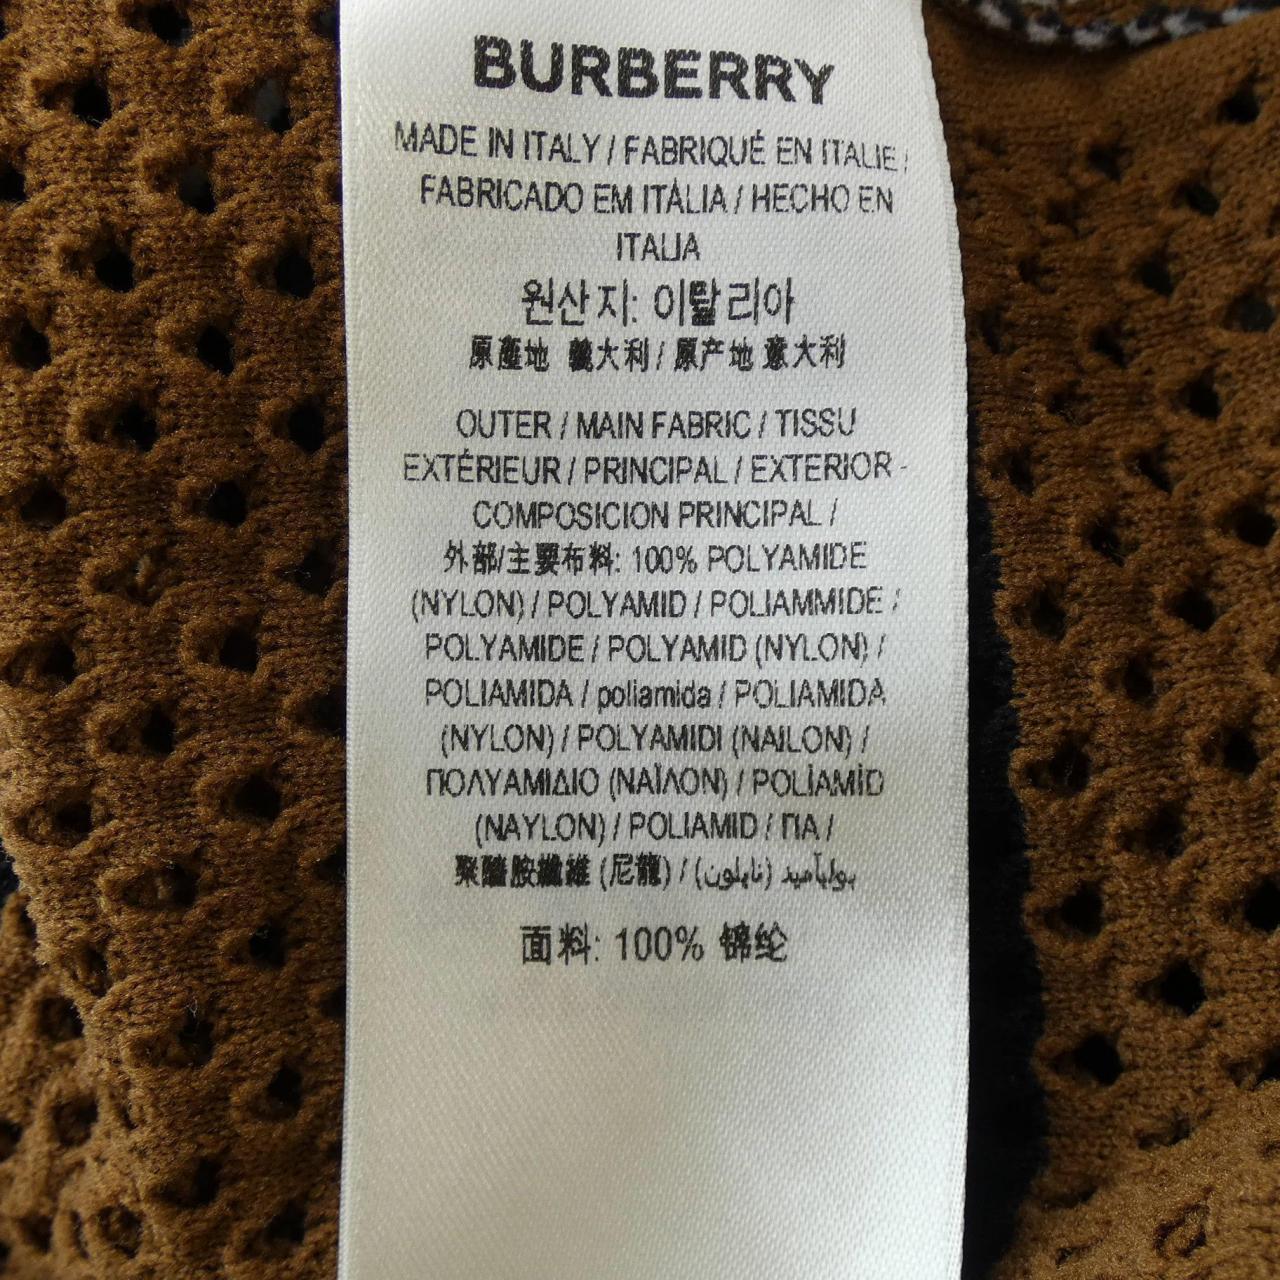 BURBERRY
MADE IN ITALY / FABRIQUÉ EN ITALIE /
FABRICADO EM ITÁLIA / HECHO EN
ITALIA
원산지: 이탈리아
原產地 義大利 / 原产地 意大利
OUTER / MAIN FABRIC / TISSU
EXTÉRIEUR / PRINCIPAL / EXTERIOR -
COMPOSICION PRINCIPAL /
外部/主要布料: 100% POLYAMIDE
(NYLON) / POLYAMID / POLIAMMIDE /
POLYAMIDE / POLYAMID (NYLON) /
POLIAMIDA / poliamida / POLIAMIDA
(NYLON) / POLYAMIDI (NAILON) /
ΠΟΛΥΑΜΙΔΙΟ (ΝΑΪΛΟΝ) / POLİAMİD
(NAYLON) / POLIAMID / ПА /
聚醯胺纖維 (尼龍) / بولياميد (نايلون)
面料: 100% 锦纶